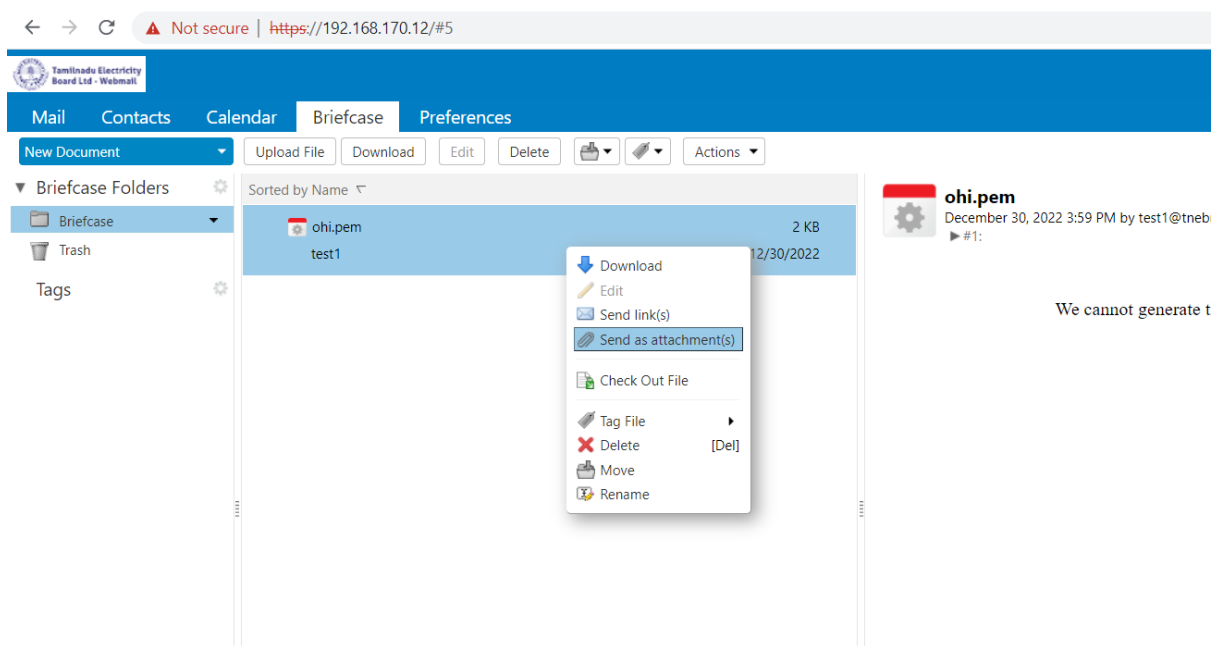 Not secure | https://192.168.170.12/#5
Tamilnadu Electricity
Board Ltd - Webmail
Mail Contacts Calendar Briefcase Preferences
New Document Upload File Download Edit Delete Actions
Briefcase Folders
Briefcase
Trash
Tags
Sorted by Name
ohi.pem 2 KB
test1 12/30/2022
Download
Edit
Send link(s)
Send as attachment(s)
Check Out File
Tag File
Delete [Del]
Move
Rename
ohi.pem
December 30, 2022 3:59 PM by test1@tneb
#1:
We cannot generate t